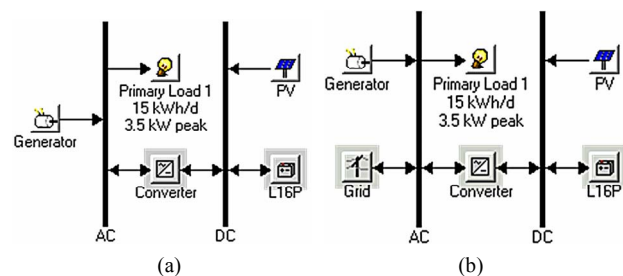 Generator
Primary Load 1
15 kWh/d
3.5 kW peak
PV
Converter
L16P
AC
DC
(a)
Generator
Primary Load 1
15 kWh/d
3.5 kW peak
PV
Grid
Converter
L16P
AC
DC
(b)